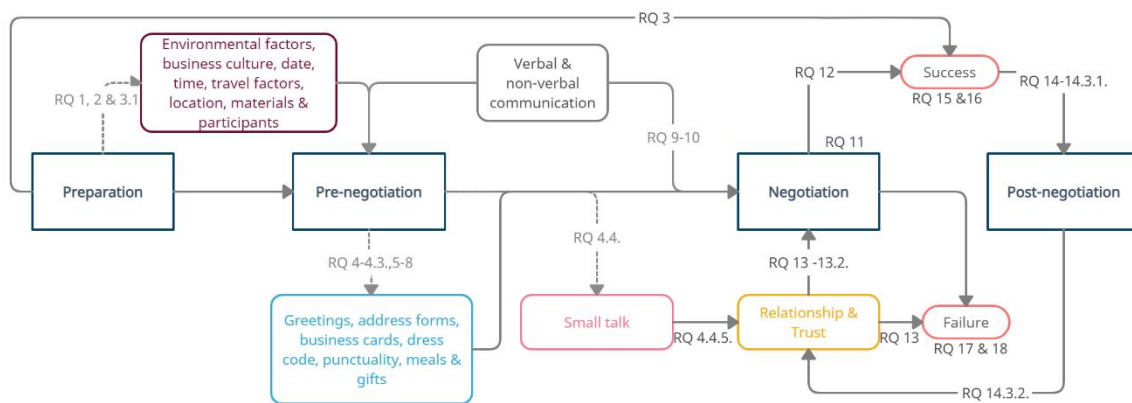 RQ 3
Environmental factors,
business culture, date,
time, travel factors,
location, materials &
participants
Verbal &
non-verbal
communication
RQ 12
Success
RQ 14-14.3.1.
RQ 15 &16
RQ 1, 2 & 3.1
RQ 9-10
RQ 11
Preparation
Pre-negotiation
Negotiation
Post-negotiation
RQ 4.4.
RQ 4-4.3.,5-8
RQ 13 -13.2.
Greetings, address forms,
business cards, dress
code, punctuality, meals &
gifts
Small talk
RQ 4.4.5.
Relationship &
Trust
RQ 13
Failure
RQ 17 & 18
RQ 14.3.2.